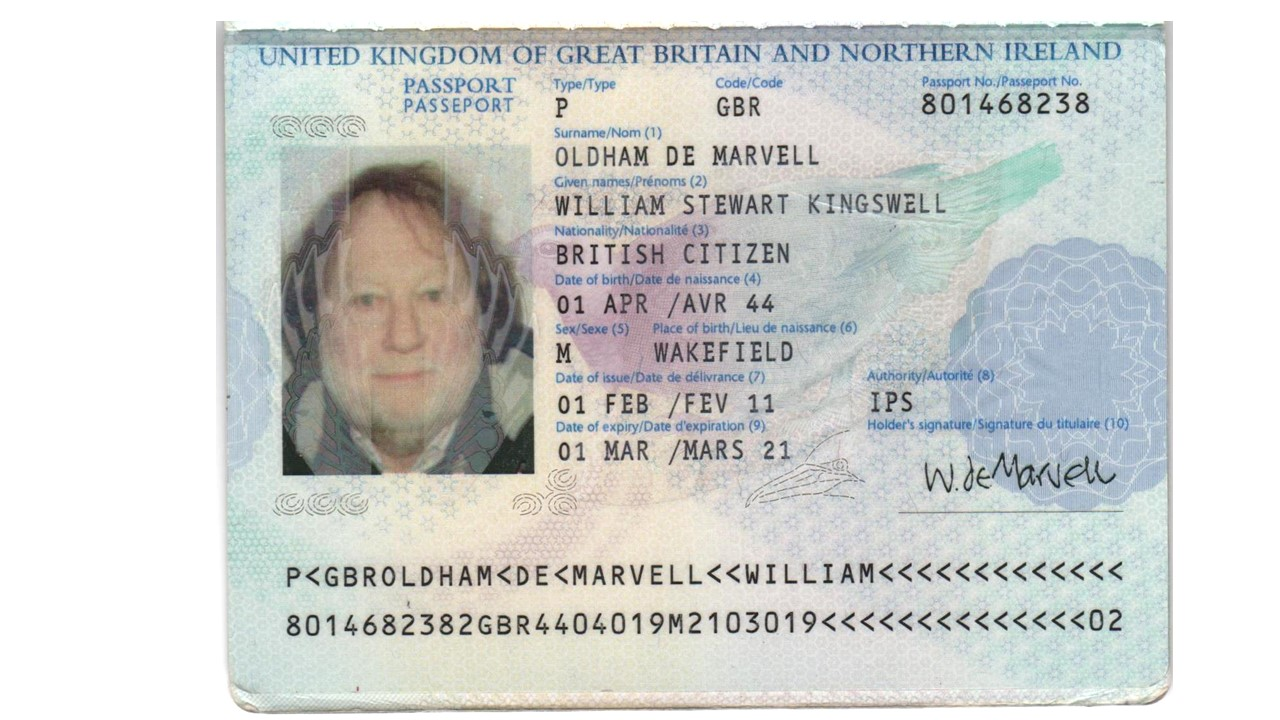 UNITED KINGDOM OF GREAT BRITAIN AND NORTHERN IRELAND
PASSPORT
PASSEPORT
Type/Type
P
Code/Code
GBR
Passport No./Passeport No.
801468238
Surname/Nom (1)
OLDHAM DE MARVELL
Given names/Prénoms (2)
WILLIAM STEWART KINGSWELL
Nationality/Nationalité (3)
BRITISH CITIZEN
Date of birth/Date de naissance (4)
01 APR /AVR 44
Sex/Sexe (5) Place of birth/Lieu de naissance (6)
M WAKEFIELD
Date of issue/Date de délivrance (7)
01 FEB /FEV 11
Authority/Autorité (8)
IPS
Date of expiry/Date d'expiration (9)
01 MAR /MARS 21
Holder's signature/Signature du titulaire (10)
W. de Marvell
P<GBROLDHAM<DE<MARVELL<<WILLIAM<<<<<<<<<<<<<
8014682382GBR4404019M2103019<<<<<<<<<<<<<<02